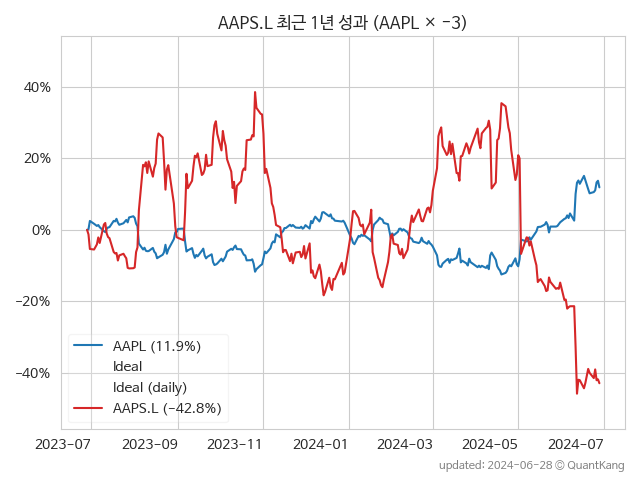 AAPS.L 최근 1년 성과 (AAPL × -3)
40%
20%
0%
−20%
−40%
AAPL (11.9%)
Ideal
Ideal (daily)
AAPS.L (-42.8%)
2023-07 2023-09 2023-11 2024-01 2024-03 2024-05 2024-07
updated: 2024-06-28 © QuantKang